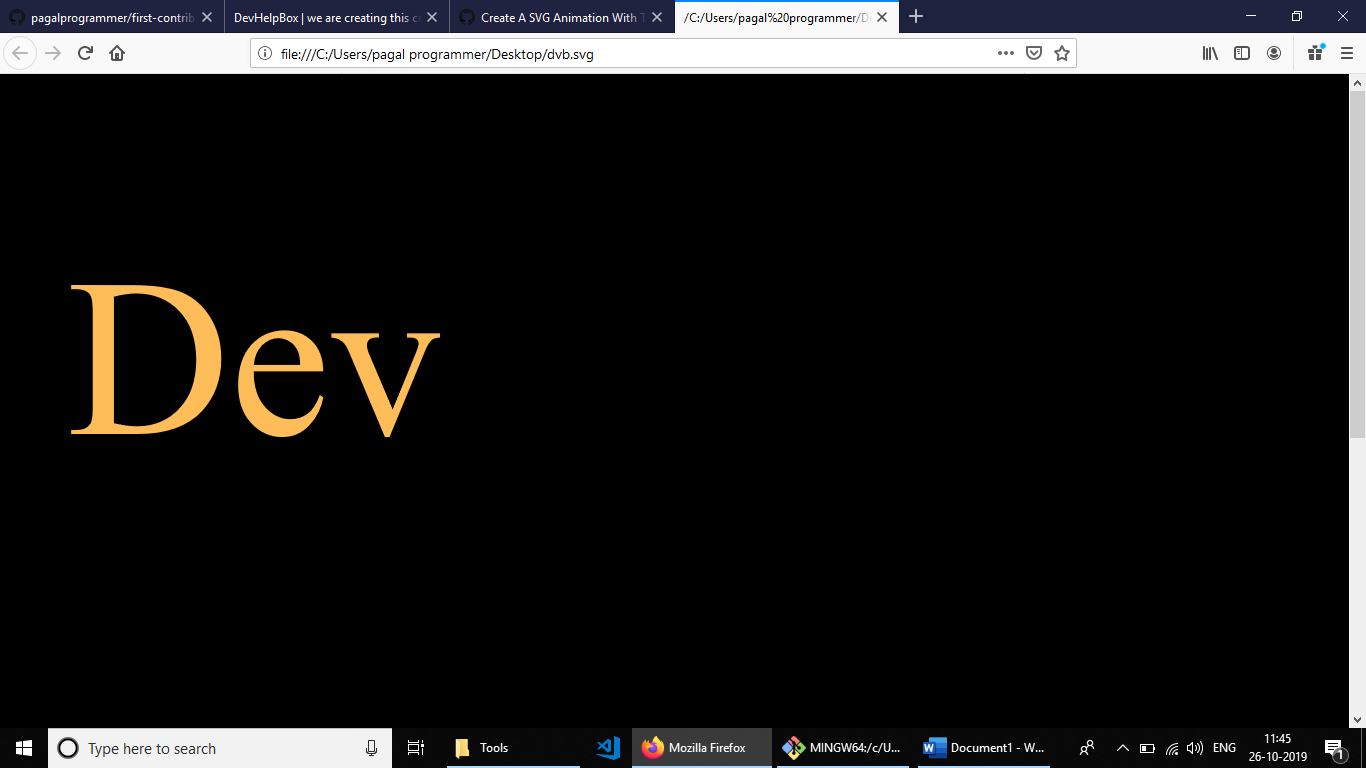 pagalprogrammer/first-contrib
DevHelpBox | we are creating this c
Create A SVG Animation With T
/C:/Users/pagal%20programmer/D
file:///C:/Users/pagal programmer/Desktop/dvb.svg
Dev
Type here to search
Tools
Mozilla Firefox
MINGW64:/c/U...
Document1 - W...
ENG
11:45
26-10-2019
1